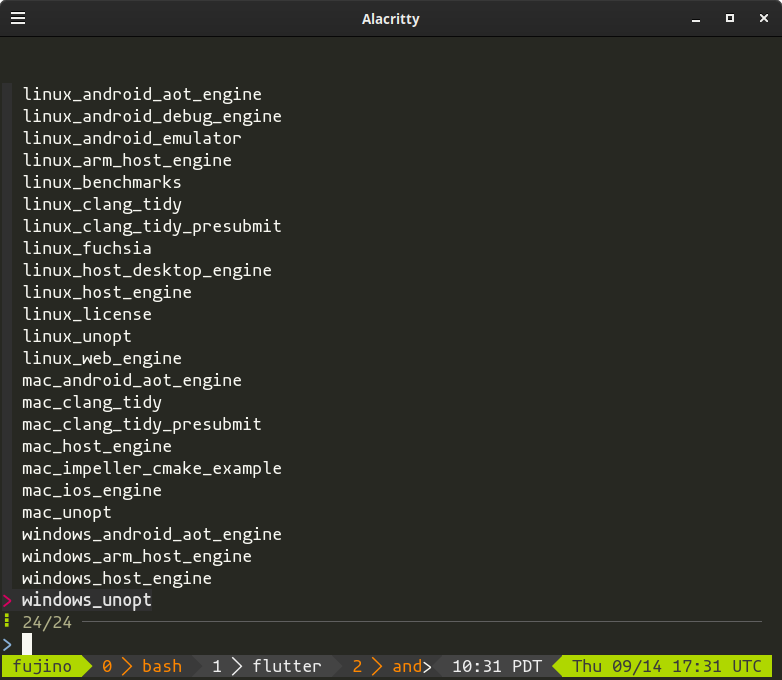 Alacritty
linux_android_aot_engine
linux_android_debug_engine
linux_android_emulator
linux_arm_host_engine
linux_benchmarks
linux_clang_tidy
linux_clang_tidy_presubmit
linux_fuchsia
linux_host_desktop_engine
linux_host_engine
linux_license
linux_unopt
linux_web_engine
mac_android_aot_engine
mac_clang_tidy
mac_clang_tidy_presubmit
mac_host_engine
mac_impeller_cmake_example
mac_ios_engine
mac_unopt
windows_android_aot_engine
windows_arm_host_engine
windows_host_engine
> windows_unopt
24/24
>
fujino 0 > bash 1 > flutter 2 > and> 10:31 PDT Thu 09/14 17:31 UTC